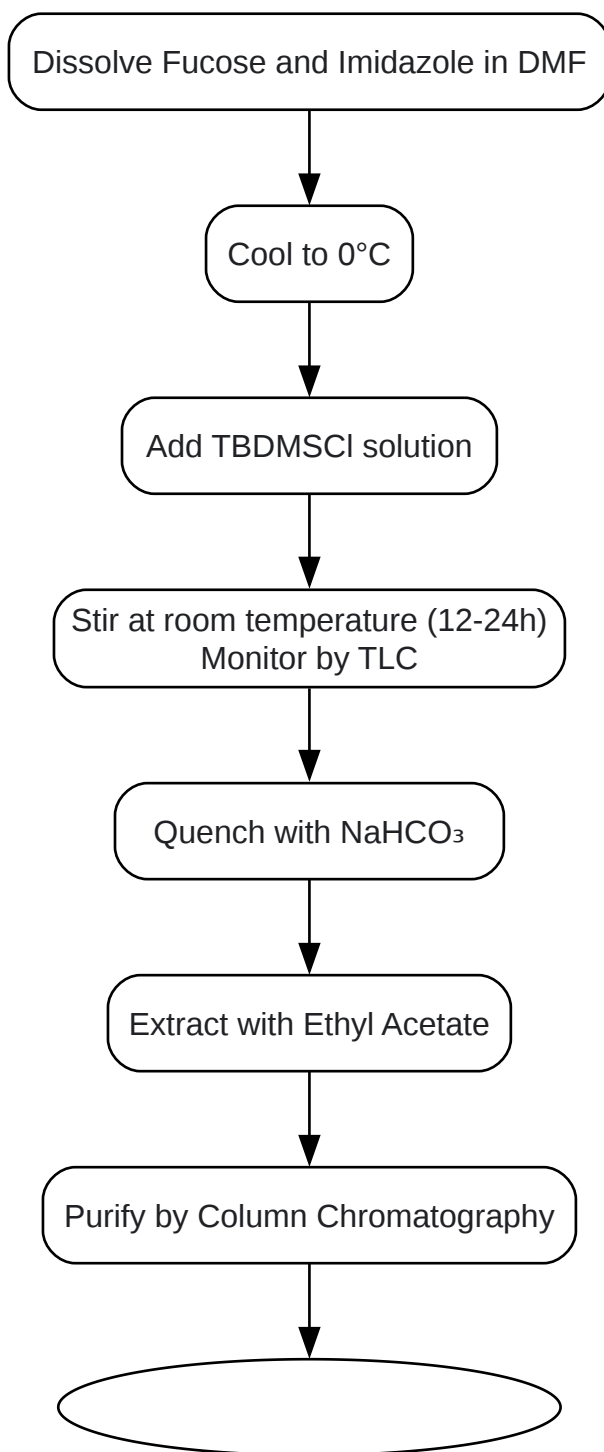 Dissolve Fucose and Imidazole in DMF
Cool to 0°C
Add TBDMSCl solution
Stir at room temperature (12-24h)
Monitor by TLC
Quench with NaHCO₃
Extract with Ethyl Acetate
Purify by Column Chromatography